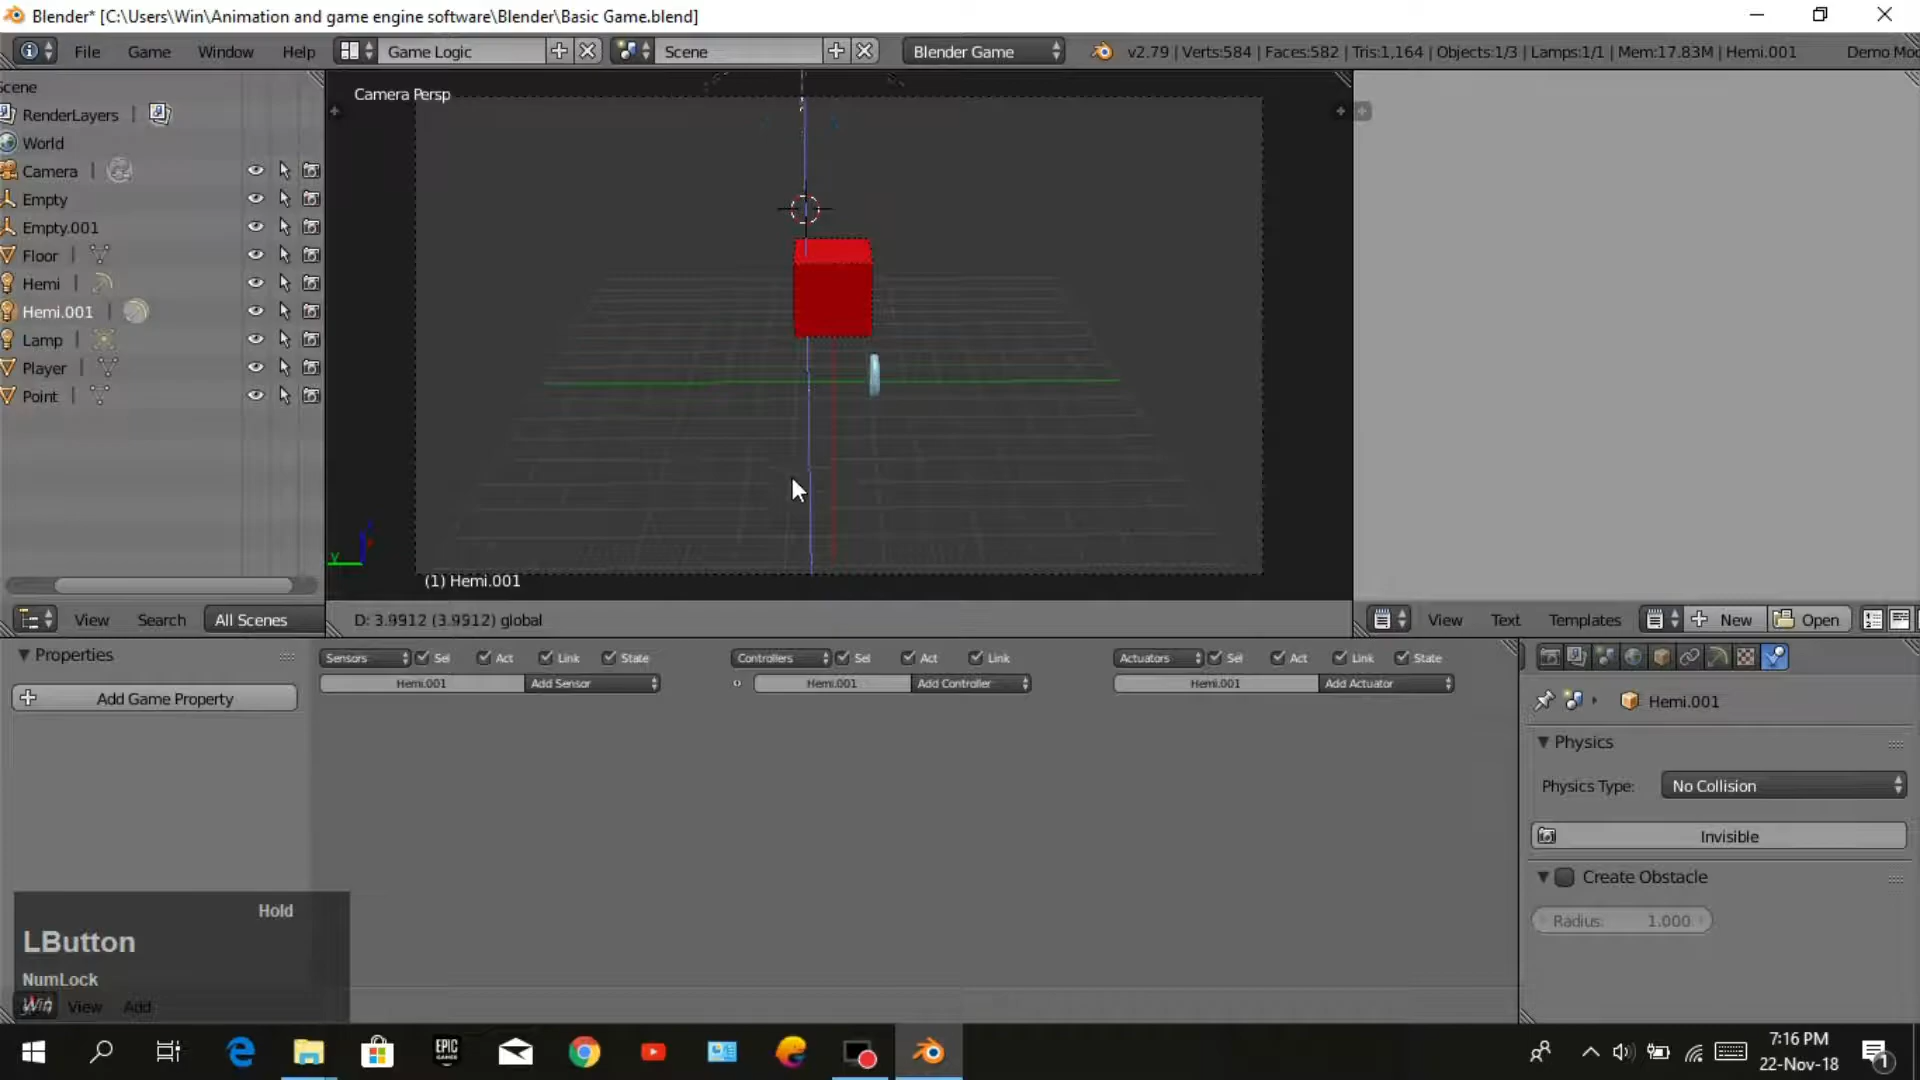 Blender* [C:\Users\Win\Animation and game engine software\Blender\Basic Game.blend]
File Game Window Help Game Logic Scene Blender Game v2.79 | Verts:584 | Faces:582 | Tris:1,164 | Objects:1/3 | Lamps:1/1 | Mem:17.83M | Hemi.001 Demo Mod
Scene
RenderLayers
World
Camera
Empty
Empty.001
Floor
Hemi
Hemi.001
Lamp
Player
Point
Camera Persp
y
(1) Hemi.001
View Search All Scenes
D: 3.9912 (3.9912) global
View Text Templates New Open
Properties
Add Game Property
Sensors Sel Act Link State Controllers Sel Act Link Actuators Sel Act Link State
Hemi.001 Add Sensor Hemi.001 Add Controller Hemi.001 Add Actuator
Hemi.001
Physics
Physics Type: No Collision
Invisible
Create Obstacle
Radius: 1.000
Hold
LButton
NumLock
Win View Add
EPIC GAMES
7:16 PM
22-Nov-18
1